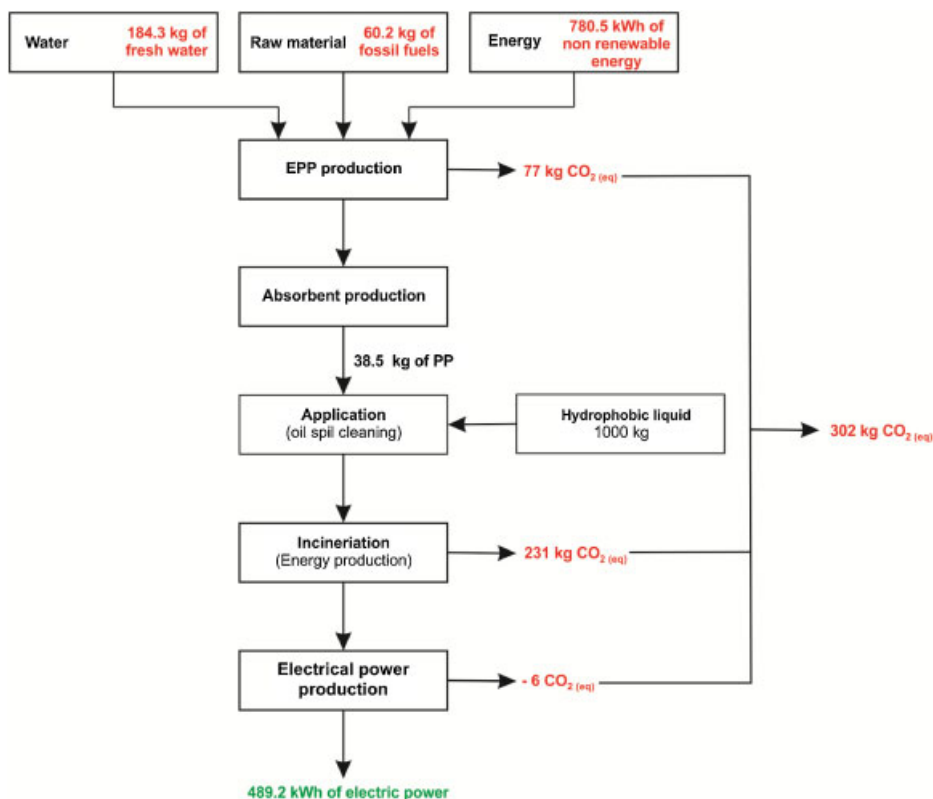 Water
184.3 kg of
fresh water
Raw material
60.2 kg of
fossil fuels
Energy
780.5 kWh of
non renewable
energy
EPP production
77 kg CO2 (eq)
Absorbent production
38.5 kg of PP
Application
(oil spil cleaning)
Hydrophobic liquid
1000 kg
302 kg CO2 (eq)
Incineriation
(Energy production)
231 kg CO2 (eq)
Electrical power
production
- 6 CO2 (eq)
489.2 kWh of electric power